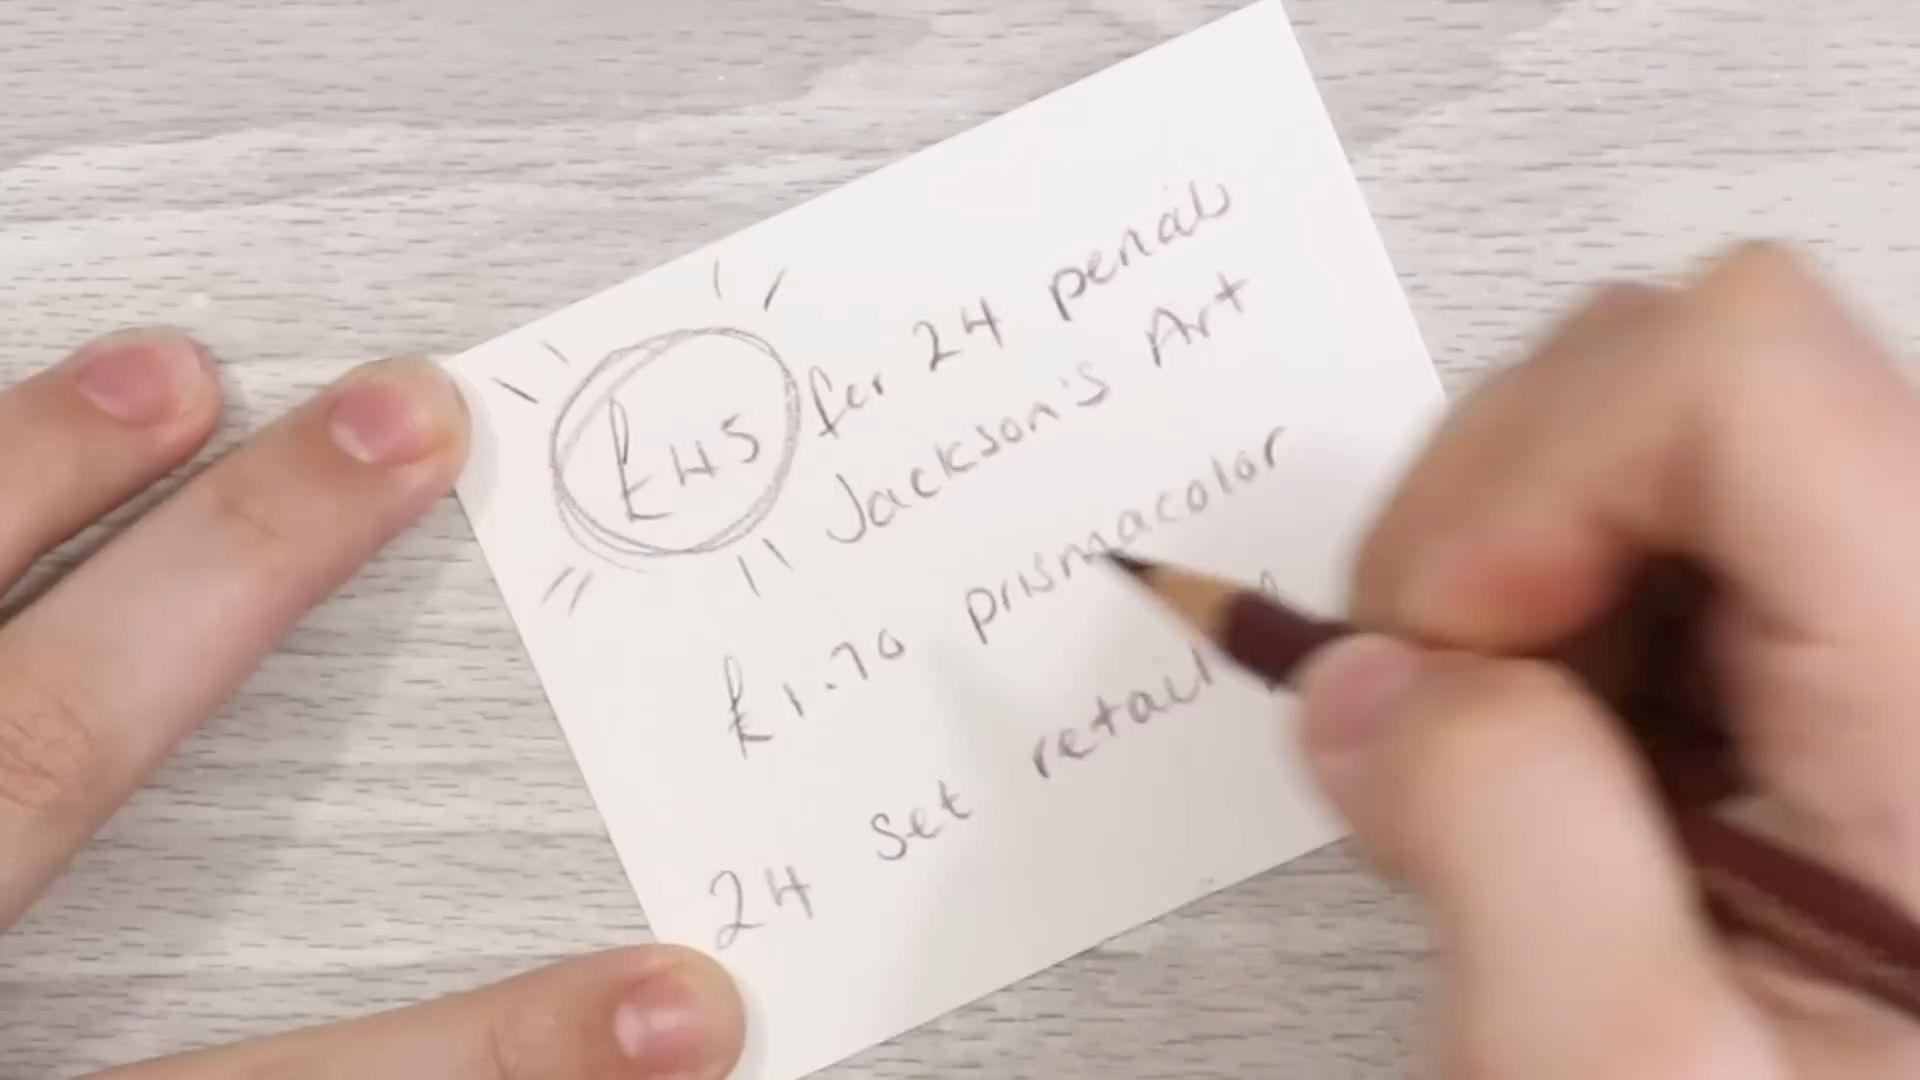 £45 for 24 pencils
Jackson's Art
£1.70 prismacolor
24 set retail